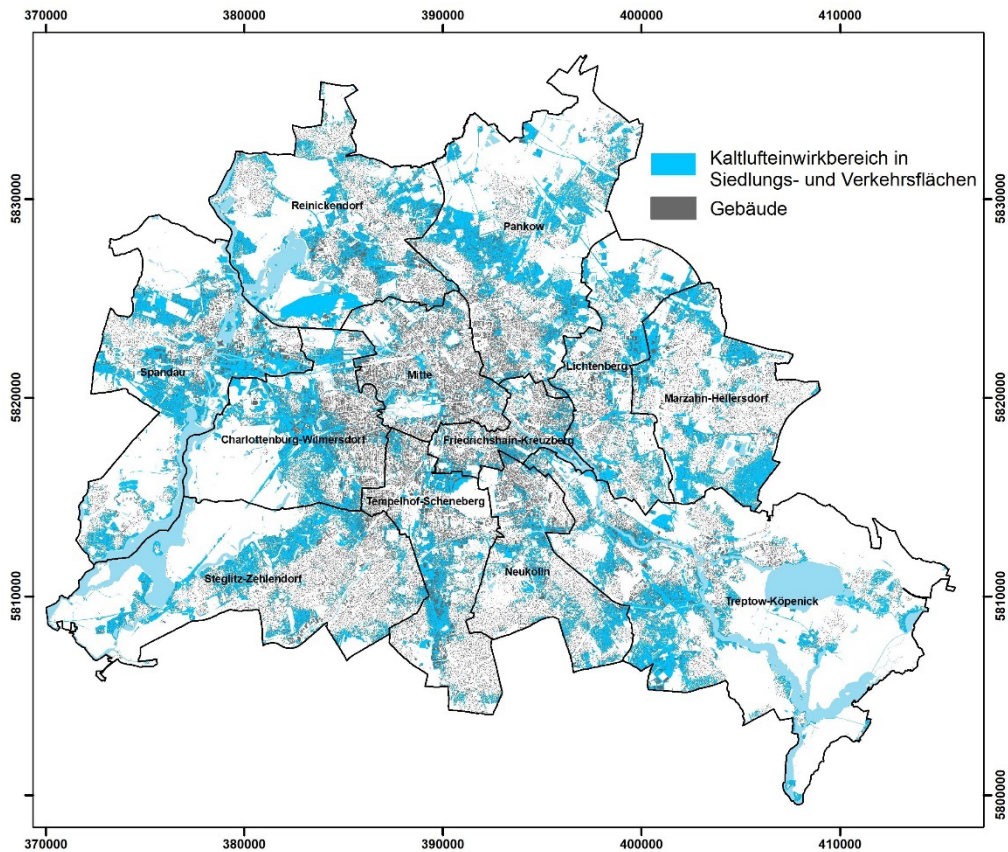 370000 380000 390000 400000 410000
Kaltlufteinwirkbereich in
Siedlungs- und Verkehrsflächen
Gebäude
5830000 5830000
Reinickendorf
Pankow
Spandau
Mitte
Lichtenberg
5820000 5820000
Marzahn-Hellersdorf
Charlottenburg-Wilmersdorf
Friedrichshain-Kreuzberg
Tempelhof-Scheneberg
Neukölln
Steglitz-Zehlendorf
5810000 5810000
Treptow-Köpenick
5800000 5800000
370000 380000 390000 400000 410000